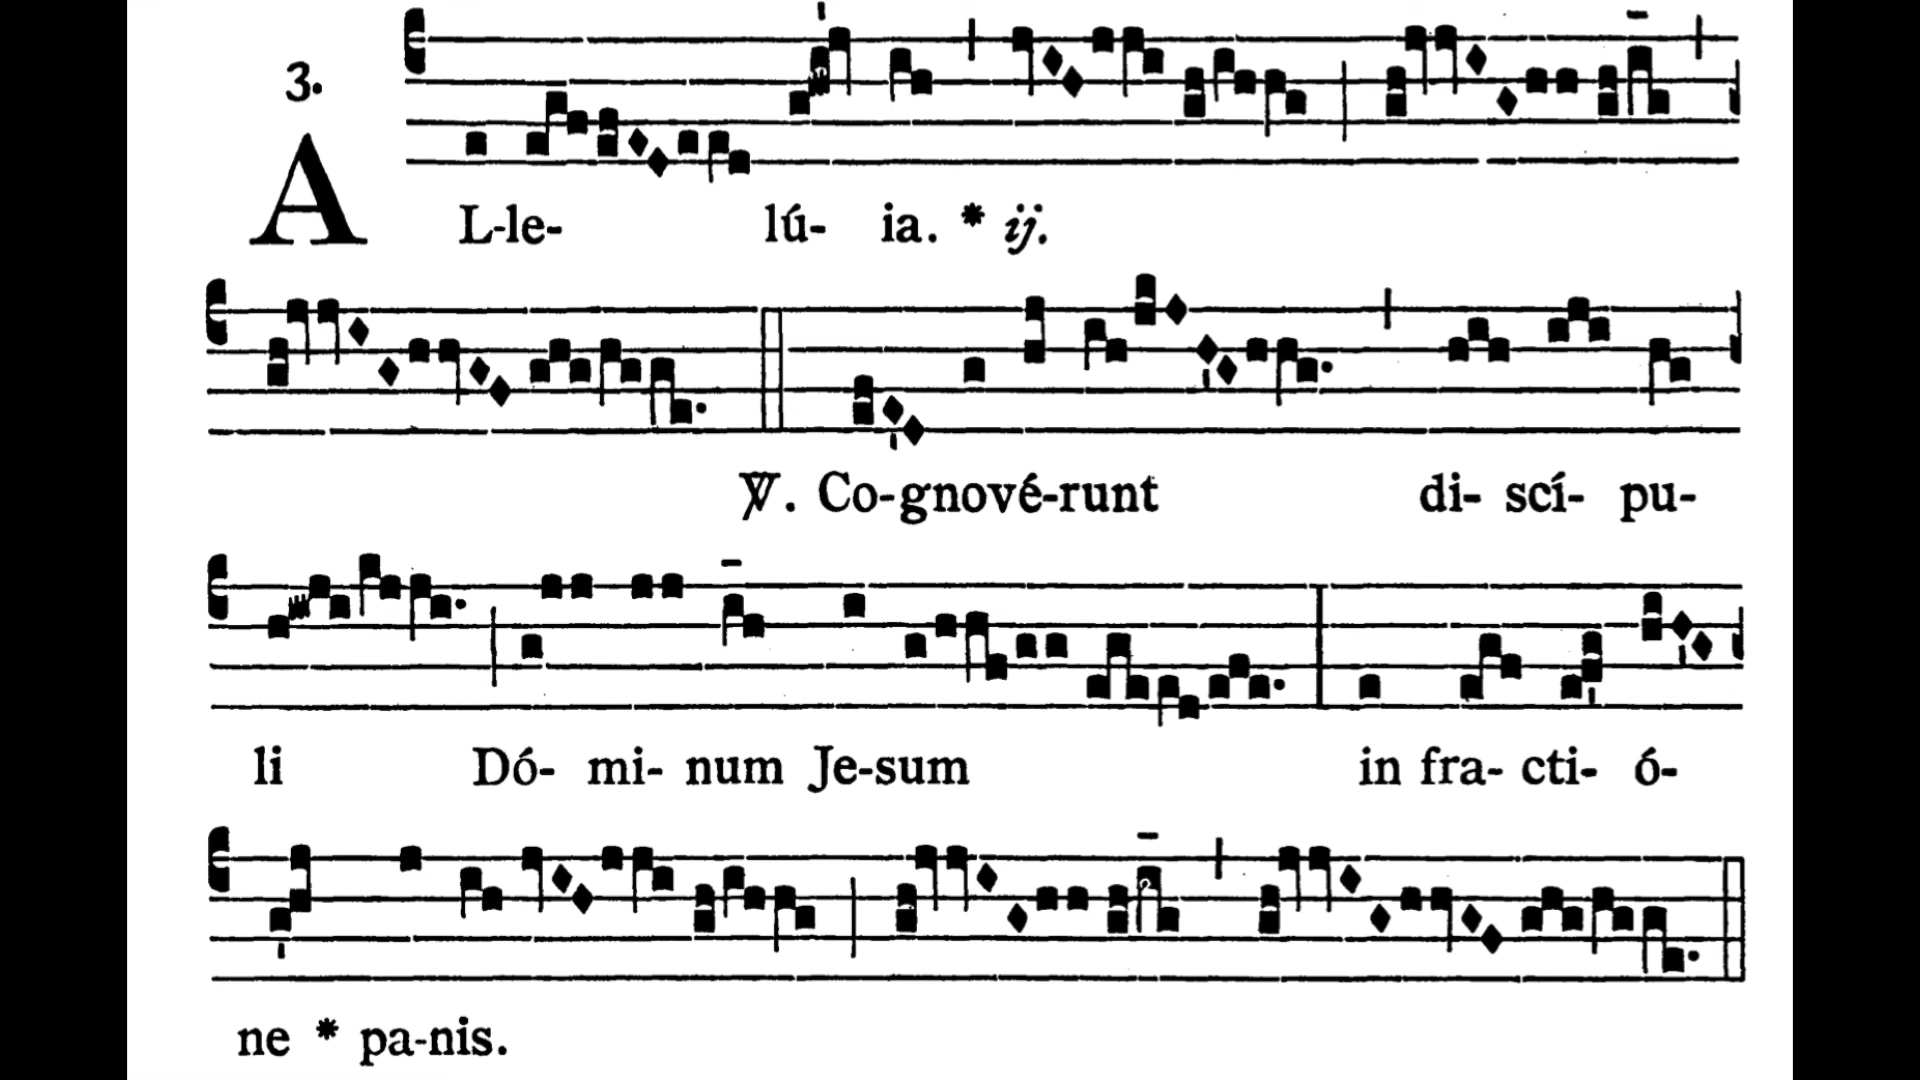 3.
AL-le- lú- ia. * ij.
℣. Co-gnové-runt di- scí- pu-
li Dó- mi- num Je-sum in fra- cti- ó-
ne * pa-nis.